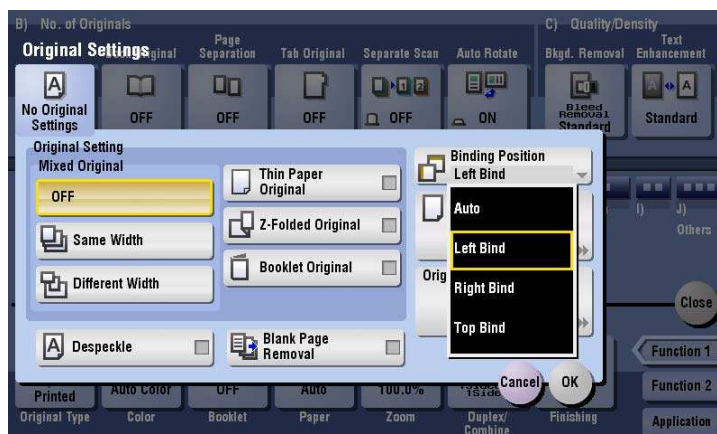 B) No. of Originals
C) Quality/Density
Original Settings
Original
Page
Separation
Tab Original
Separate Scan
Auto Rotate
Bkgd. Removal
Text
Enhancement
No Original
Settings
OFF
OFF
OFF
OFF
ON
Bleed
Removal
Standard
Standard
Original Setting
Mixed Original
OFF
Same Width
Different Width
Thin Paper
Original
Z-Folded Original
Booklet Original
Despeckle
Blank Page
Removal
Binding Position
Left Bind
Auto
Left Bind
Right Bind
Top Bind
Orig
I)
J)
Others
Close
Cancel
OK
Function 1
Function 2
Application
Printed
Auto Color
OFF
Auto
100.0%
Original Type
Color
Booklet
Paper
Zoom
Duplex/
Combine
Finishing